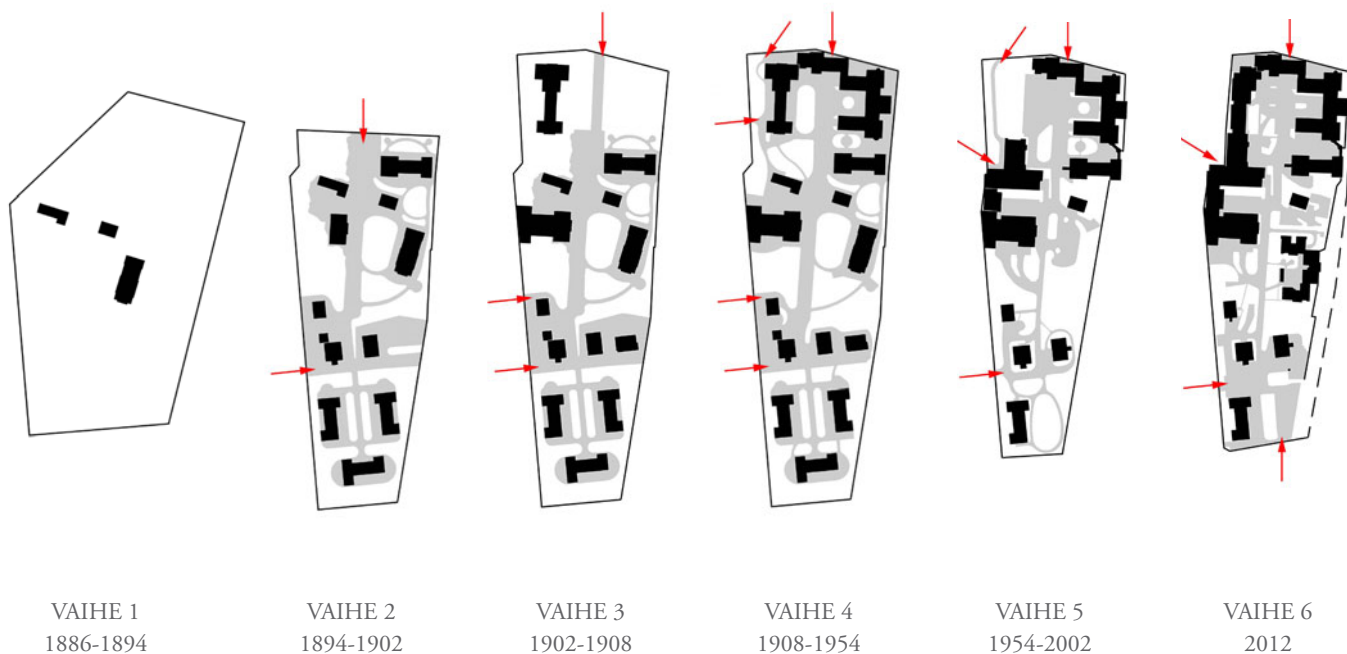 VAIHE 1
1886-1894
VAIHE 2
1894-1902
VAIHE 3
1902-1908
VAIHE 4
1908-1954
VAIHE 5
1954-2002
VAIHE 6
2012